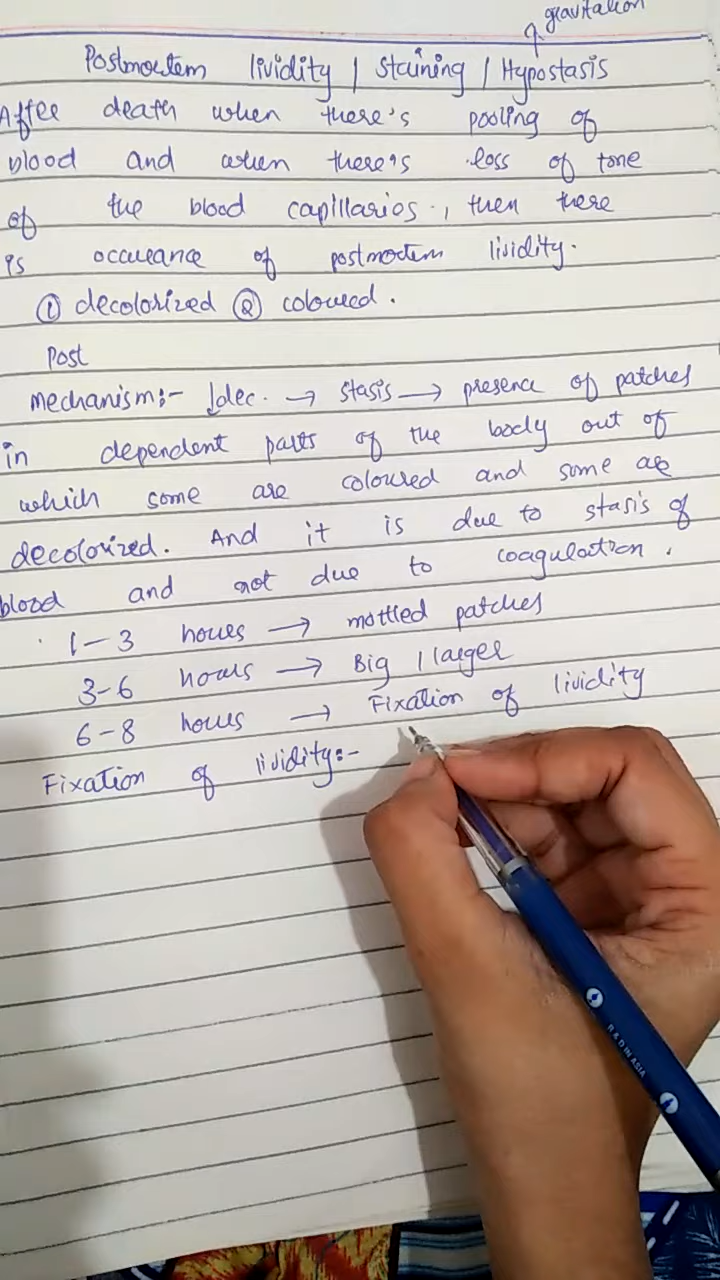 gravitation
Postmortem lividity / Staining / Hypostasis
After death when there's pooling of
blood and when there's loss of tone
of the blood capillarios, then there
is occurance of postmortem lividity.
① decolorized ② coloured.
Post
Mechanism:- ↓dec. → stasis → presence of patches
in dependent parts of the body out of
which some are coloured and some are
decolorized. And it is due to stasis of
blood and not due to coagulation.
1-3 hours → mottled patches
3-6 hours → Big / larger
6-8 hours → Fixation of lividity
Fixation of lividity:-
R & D IN ASIA